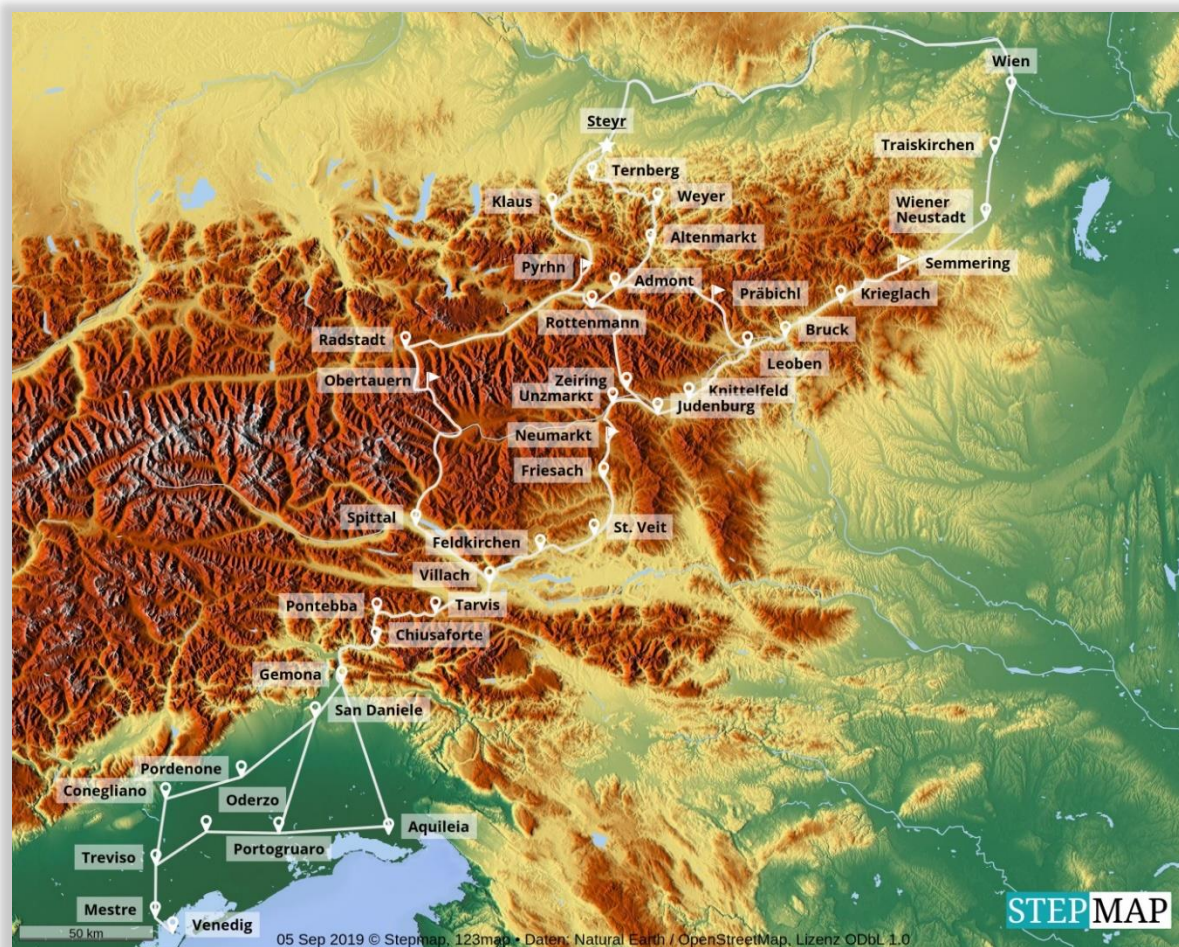 Wien
Steyr
Traiskirchen
Ternberg
Weyer
Klaus
Wiener
Neustadt
Altenmarkt
Pyrhn
Semmering
Admont
Präbichl
Krieglach
Rottenmann
Bruck
Radstadt
Leoben
Obertauern
Zeiring
Unzmarkt
Knittelfeld
Judenburg
Neumarkt
Friesach
Spittal
St. Veit
Feldkirchen
Villach
Pontebba
Tarvis
Chiusaforte
Gemona
San Daniele
Pordenone
Conegliano
Oderzo
Aquileia
Portogruaro
Treviso
Mestre
Venedig
STEPMAP
50 km
05 Sep 2019 © Stepmap, 123map • Daten: Natural Earth / OpenStreetMap, Lizenz ODbL 1.0